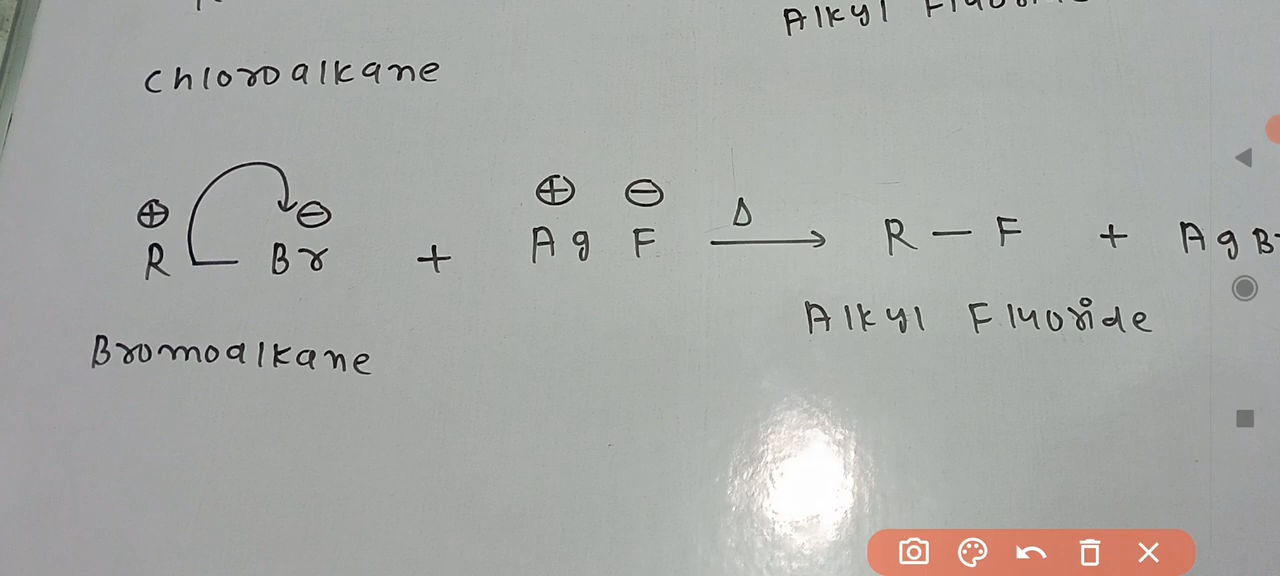 Alkyl
Chloroalkane
⊕ ⊖ ⊕ ⊖
R — Br + Ag F Δ → R — F + AgB
Alkyl Fluoride
Bromoalkane